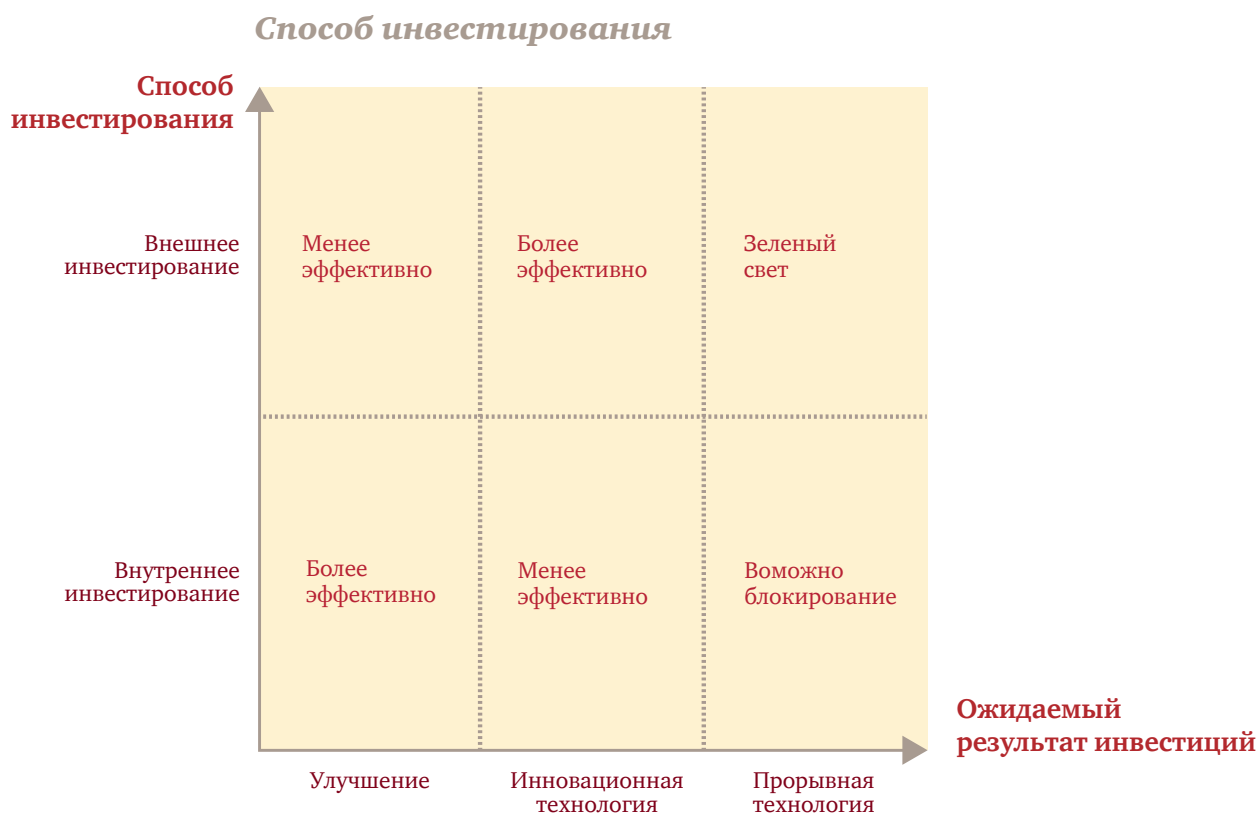 Способ инвестирования
Способ
инвестирования
Внешнее
инвестирование
Менее
эффективно
Более
эффективно
Зеленый
свет
Внутреннее
инвестирование
Более
эффективно
Менее
эффективно
Воможно
блокирование
Ожидаемый
результат инвестиций
Улучшение
Инновационная
технология
Прорывная
технология